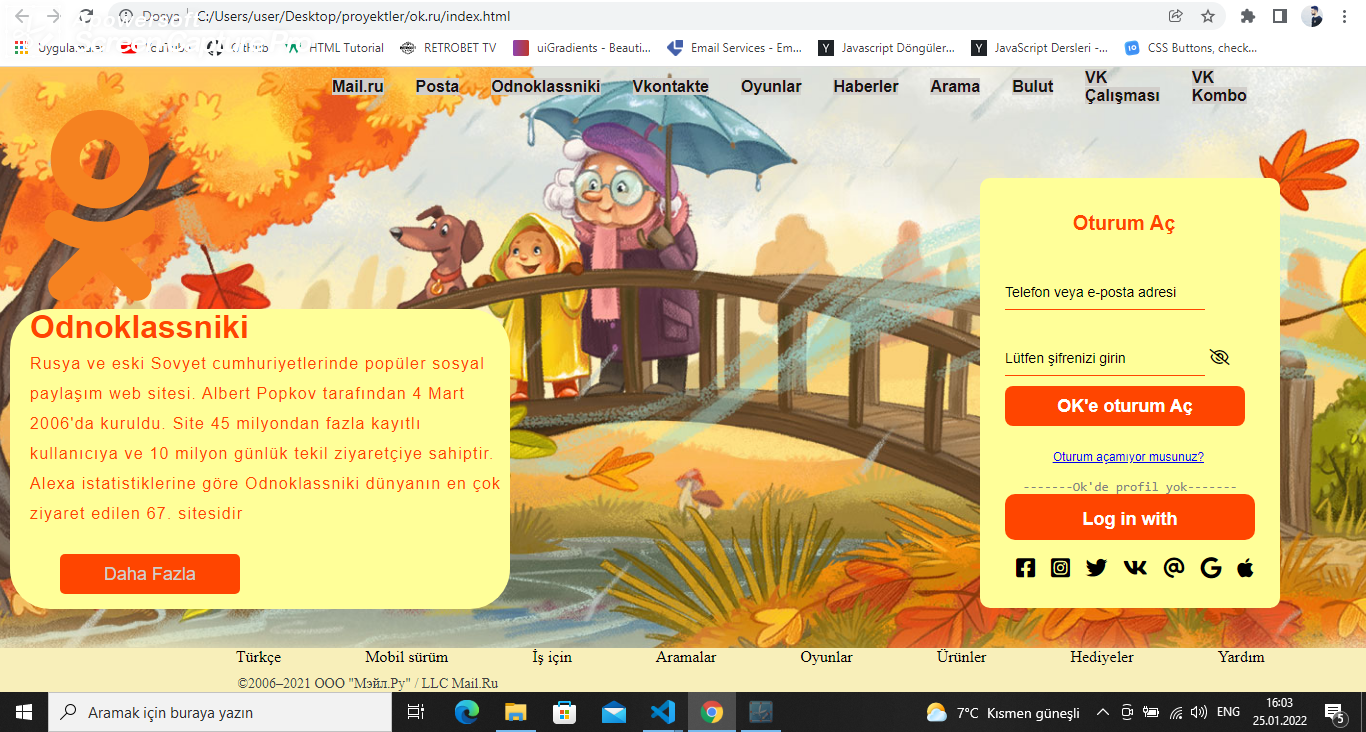 C:/Users/user/Desktop/proyektler/ok.ru/index.html
HTML Tutorial
RETROBET TV
uiGradients - Beauti...
Email Services - Em...
Javascript Döngüler...
JavaScript Dersleri -...
CSS Buttons, check...
Mail.ru
Posta
Odnoklassniki
Vkontakte
Oyunlar
Haberler
Arama
Bulut
VK Çalışması
VK Kombo
Odnoklassniki
Rusya ve eski Sovyet cumhuriyetlerinde popüler sosyal
paylaşım web sitesi. Albert Popkov tarafından 4 Mart
2006'da kuruldu. Site 45 milyondan fazla kayıtlı
kullanıcıya ve 10 milyon günlük tekil ziyaretçiye sahiptir.
Alexa istatistiklerine göre Odnoklassniki dünyanın en çok
ziyaret edilen 67. sitesidir
Daha Fazla
Oturum Aç
Telefon veya e-posta adresi
Lütfen şifrenizi girin
OK'e oturum Aç
Oturum açamıyor musunuz?
-------Ok'de profil yok-------
Log in with
Türkçe
Mobil sürüm
İş için
Aramalar
Oyunlar
Ürünler
Hediyeler
Yardım
©2006–2021 ООО "Мэйл.Ру" / LLC Mail.Ru
Aramak için buraya yazın
7°C Kısmen güneşli
ENG
16:03
25.01.2022
5